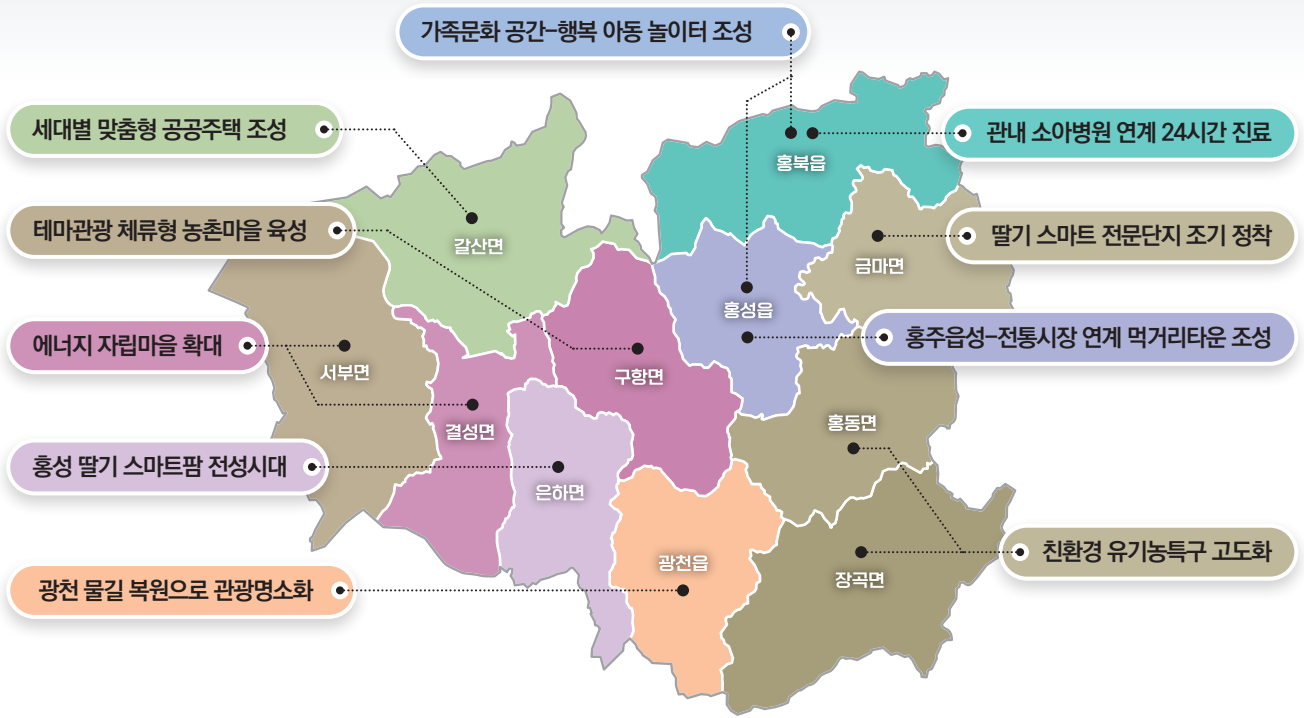 가족문화 공간-행복 아동 놀이터 조성
세대별 맞춤형 공공주택 조성
관내 소아병원 연계 24시간 진료
홍북읍
테마관광 체류형 농촌마을 육성
갈산면
딸기 스마트 전문단지 조기 정착
금마면
홍성읍
에너지 자립마을 확대
홍주읍성-전통시장 연계 먹거리타운 조성
서부면
구항면
결성면
홍동면
홍성 딸기 스마트팜 전성시대
은하면
친환경 유기농특구 고도화
광천읍
장곡면
광천 물길 복원으로 관광명소화